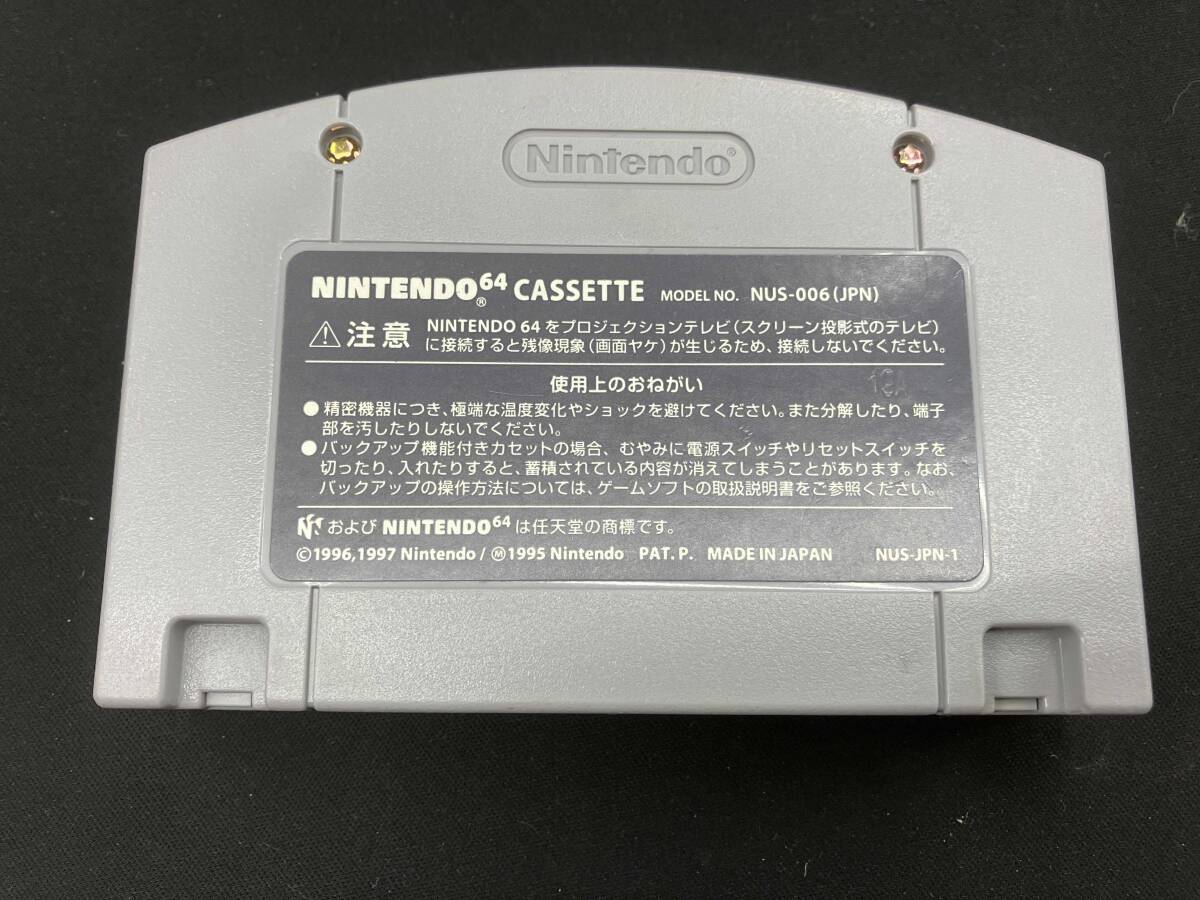 Nintendo®
NINTENDO64® CASSETTE MODEL NO. NUS-006(JPN)
⚠注意 NINTENDO 64 をプロジェクションテレビ(スクリーン投影式のテレビ)
に接続すると残像現象(画面ヤケ)が生じるため、接続しないでください。
使用上のおねがい
●精密機器につき、極端な温度変化やショックを避けてください。また分解したり、端子
部を汚したりしないでください。
●バックアップ機能付きカセットの場合、むやみに電源スイッチやリセットスイッチを
切ったり、入れたりすると、蓄積されている内容が消えてしまうことがあります。なお、
バックアップの操作方法については、ゲームソフトの取扱説明書をご参照ください。
および NINTENDO64 は任天堂の商標です。
©1996,1997 Nintendo / Ⓜ1995 Nintendo PAT. P. MADE IN JAPAN NUS-JPN-1